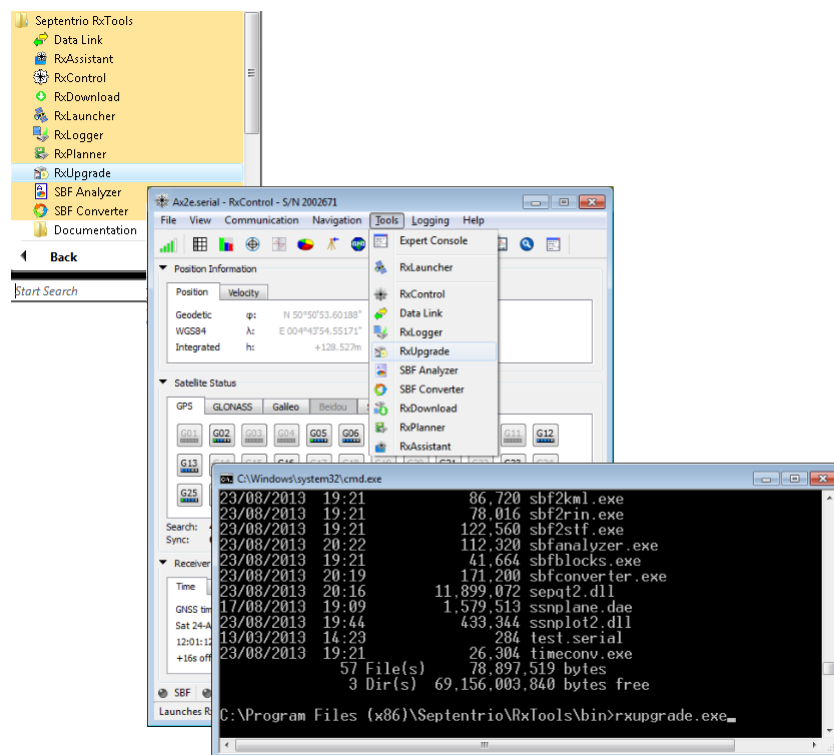 Septentrio RxTools
Data Link
RxAssistant
RxControl
RxDownload
RxLauncher
RxLogger
RxPlanner
RxUpgrade
SBF Analyzer
SBF Converter
Documentation
Back
Start Search
Ax2e.serial - RxControl - S/N 2002671
File View Communication Navigation Tools Logging Help
Expert Console
RxLauncher
RxControl
Data Link
RxLogger
RxUpgrade
SBF Analyzer
SBF Converter
RxDownload
RxPlanner
RxAssistant
Position Information
Position Velocity
Geodetic φ: N 50°50'53.60188"
WGS84 λ: E 004°43'54.55171"
Integrated h: +128.527m
Satellite Status
GPS GLONASS Galileo Beidou
G01 G02 G03 G04 G05 G06 G11 G12
G13
G25
Search:
Sync:
Receiver
Time
GNSS tim
Sat 24-A
12:01:12
+16s off
SBF
Launches Rx
C:\Windows\system32\cmd.exe
23/08/2013 19:21 86,720 sbf2kml.exe
23/08/2013 19:21 78,016 sbf2rin.exe
23/08/2013 19:21 122,560 sbf2stf.exe
23/08/2013 20:22 112,320 sbfanalyzer.exe
23/08/2013 19:21 41,664 sbfblocks.exe
23/08/2013 20:19 171,200 sbfconverter.exe
23/08/2013 20:16 11,899,072 sepqt2.dll
17/08/2013 19:09 1,579,513 ssnplane.dae
23/08/2013 19:44 433,344 ssnplot2.dll
13/03/2013 14:23 284 test.serial
23/08/2013 19:21 26,304 timeconv.exe
57 File(s) 78,897,519 bytes
3 Dir(s) 69,156,003,840 bytes free
C:\Program Files (x86)\Septentrio\RxTools\bin>rxupgrade.exe_